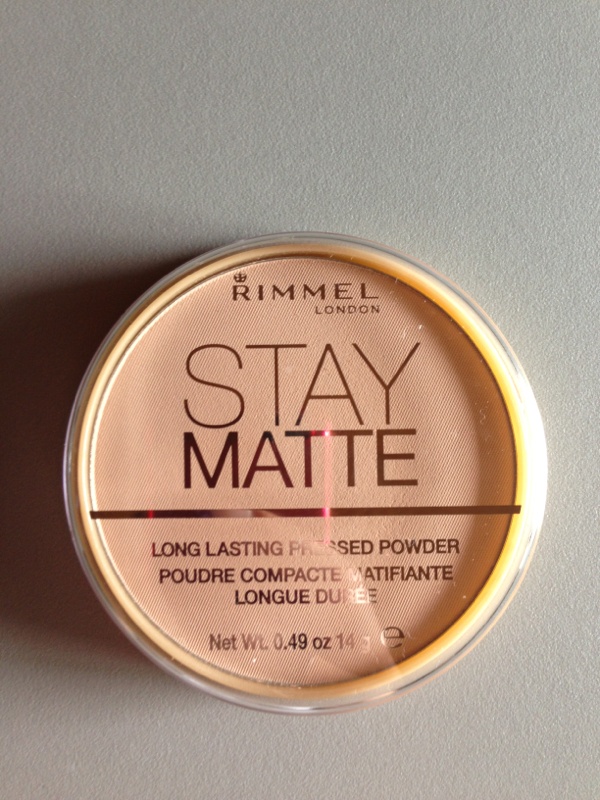 RIMMEL
LONDON
STAY
MATTE
LONG LASTING PRESSED POWDER
POUDRE COMPACTE MATIFIANTE
LONGUE DURÉE
Net Wt. 0.49 oz 14 g e